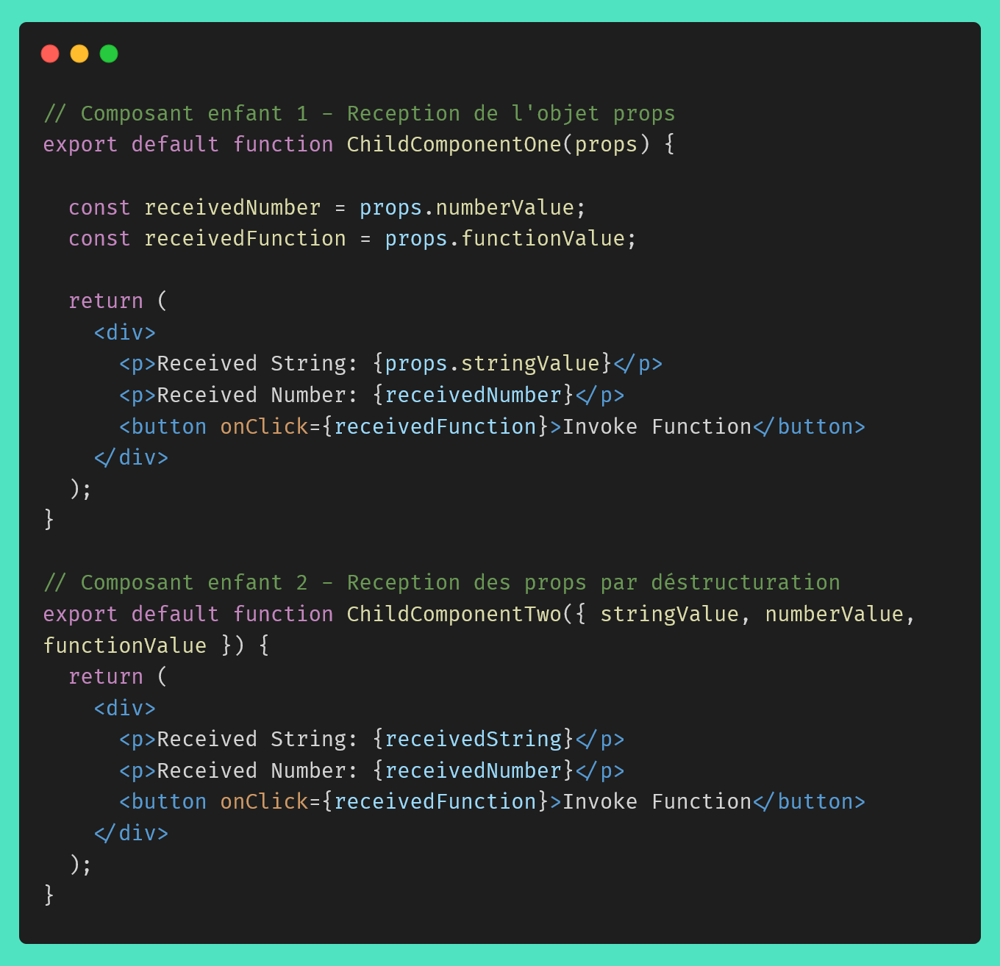 // Composant enfant 1 - Reception de l'objet props
export default function ChildComponentOne(props) {
  const receivedNumber = props.numberValue;
  const receivedFunction = props.functionValue;
  return (
    <div>
      <p>Received String: {props.stringValue}</p>
      <p>Received Number: {receivedNumber}</p>
      <button onClick={receivedFunction}>Invoke Function</button>
    </div>
  );
}
// Composant enfant 2 - Reception des props par déstructuration
export default function ChildComponentTwo({ stringValue, numberValue,
functionValue }) {
  return (
    <div>
      <p>Received String: {receivedString}</p>
      <p>Received Number: {receivedNumber}</p>
      <button onClick={receivedFunction}>Invoke Function</button>
    </div>
  );
}